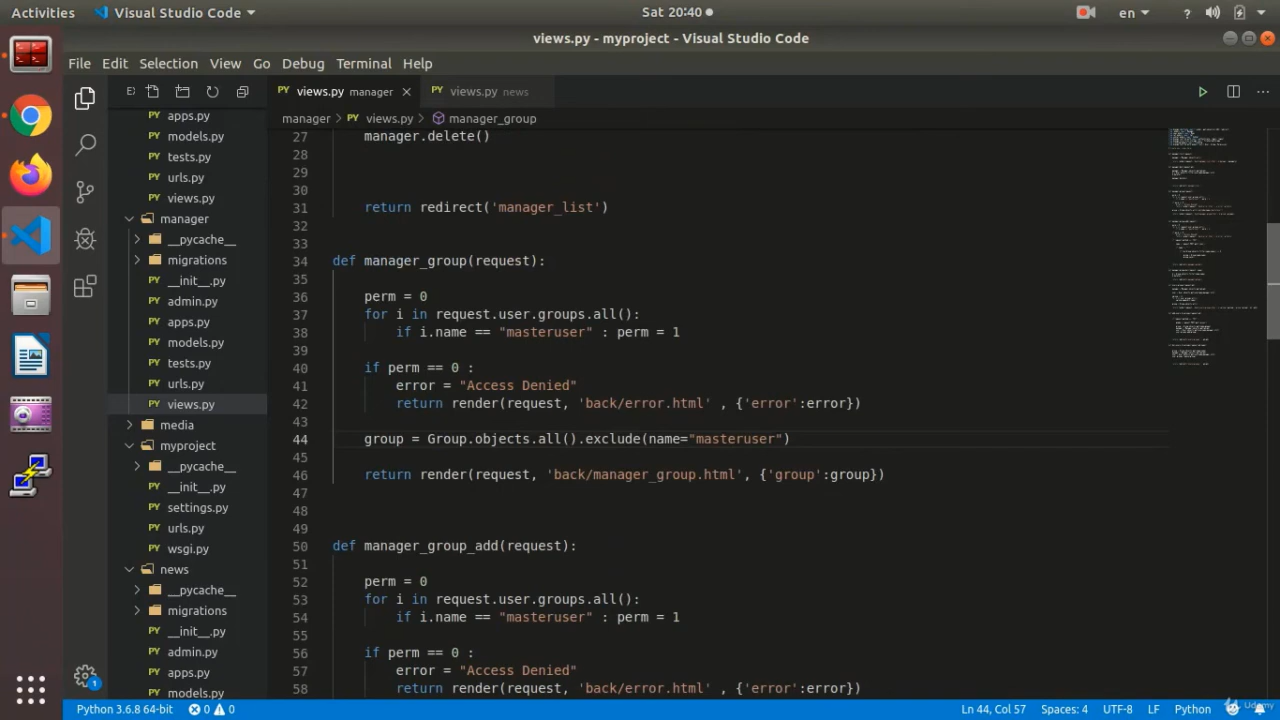 Activities Visual Studio Code Sat 20:40 en ?
views.py - myproject - Visual Studio Code
File Edit Selection View Go Debug Terminal Help
views.py manager views.py news
manager > views.py > manager_group
apps.py
models.py
tests.py
urls.py
views.py
manager
__pycache__
migrations
__init__.py
admin.py
apps.py
models.py
tests.py
urls.py
views.py
media
myproject
__pycache__
__init__.py
settings.py
urls.py
wsgi.py
news
__pycache__
migrations
__init__.py
admin.py
apps.py
models.py
27 manager.delete()
28
29
30
31 return redirect('manager_list')
32
33
34 def manager_group(request):
35
36 perm = 0
37 for i in request.user.groups.all():
38 if i.name == "masteruser" : perm = 1
39
40 if perm == 0 :
41 error = "Access Denied"
42 return render(request, 'back/error.html' , {'error':error})
43
44 group = Group.objects.all().exclude(name="masteruser")
45
46 return render(request, 'back/manager_group.html', {'group':group})
47
48
49
50 def manager_group_add(request):
51
52 perm = 0
53 for i in request.user.groups.all():
54 if i.name == "masteruser" : perm = 1
55
56 if perm == 0 :
57 error = "Access Denied"
58 return render(request, 'back/error.html' , {'error':error})
1
Python 3.6.8 64-bit 0 0 Ln 44, Col 57 Spaces: 4 UTF-8 LF Python
Udemy